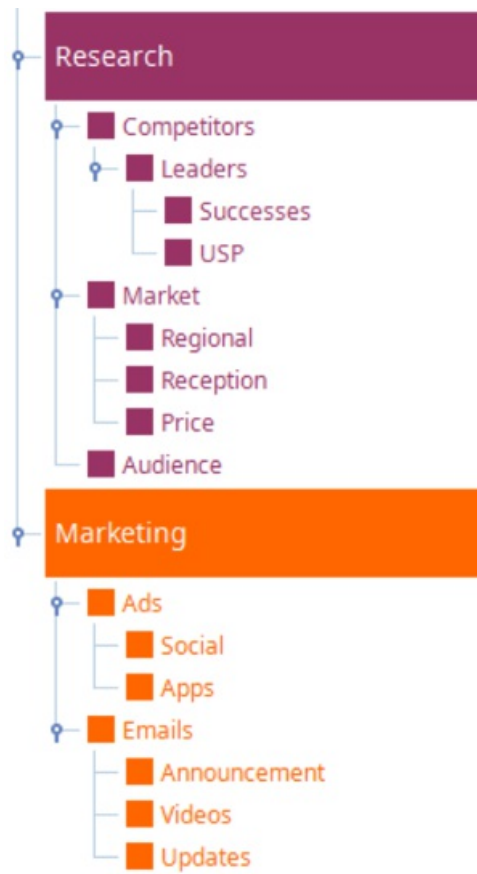 Research
Competitors
Leaders
Successes
USP
Market
Regional
Reception
Price
Audience
Marketing
Ads
Social
Apps
Emails
Announcement
Videos
Updates